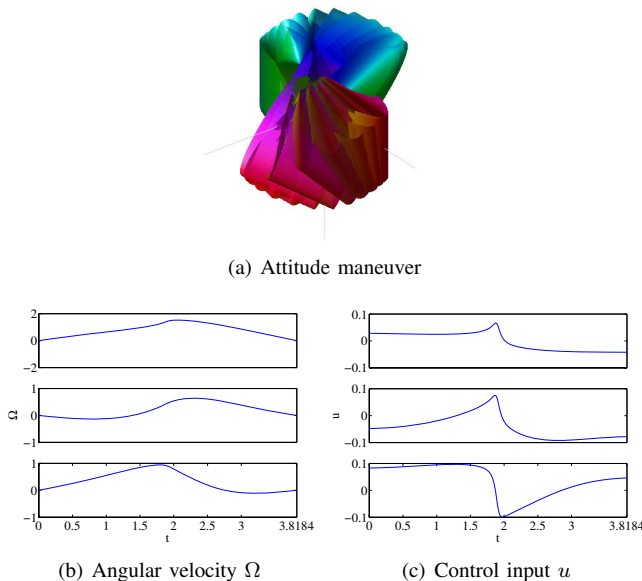 (a) Attitude maneuver
2
0
−2
1
0
−1
Ω
1
0
−1
0 0.5 1 1.5 2 2.5 3 3.8184
t
(b) Angular velocity Ω
0.1
0
−0.1
0.1
0
−0.1
u
0.1
0
−0.1
0 0.5 1 1.5 2 2.5 3 3.8184
t
(c) Control input u